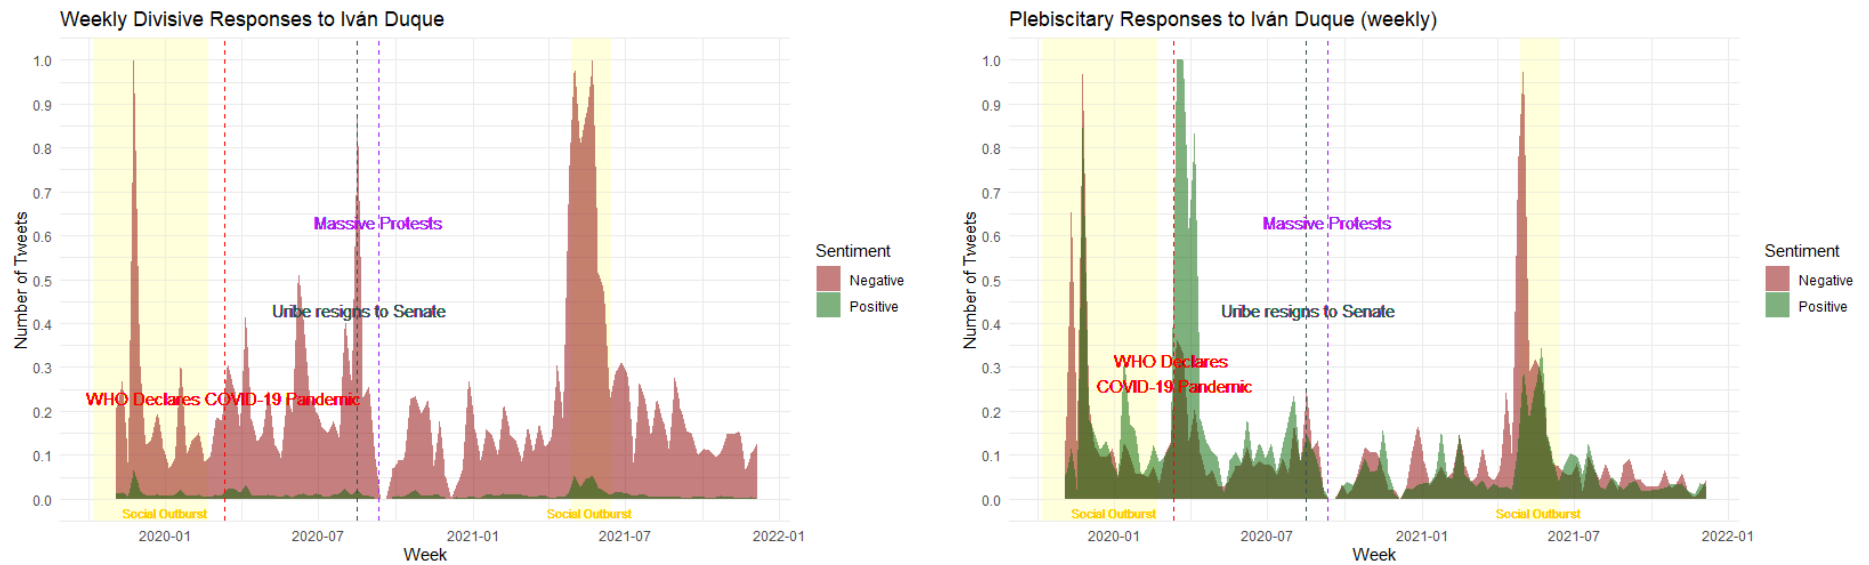 Weekly Divisive Responses to Iván Duque
1.0
0.9
0.8
0.7
0.6
0.5
0.4
0.3
0.2
0.1
0.0
Number of Tweets
Massive Protests
Uribe resigns to Senate
WHO Declares COVID-19 Pandemic
Social Outburst
Social Outburst
2020-01
2020-07
2021-01
2021-07
2022-01
Week
Sentiment
Negative
Positive
Plebiscitary Responses to Iván Duque (weekly)
1.0
0.9
0.8
0.7
0.6
0.5
0.4
0.3
0.2
0.1
0.0
Number of Tweets
Massive Protests
Uribe resigns to Senate
WHO Declares
COVID-19 Pandemic
Social Outburst
Social Outburst
2020-01
2020-07
2021-01
2021-07
2022-01
Week
Sentiment
Negative
Positive